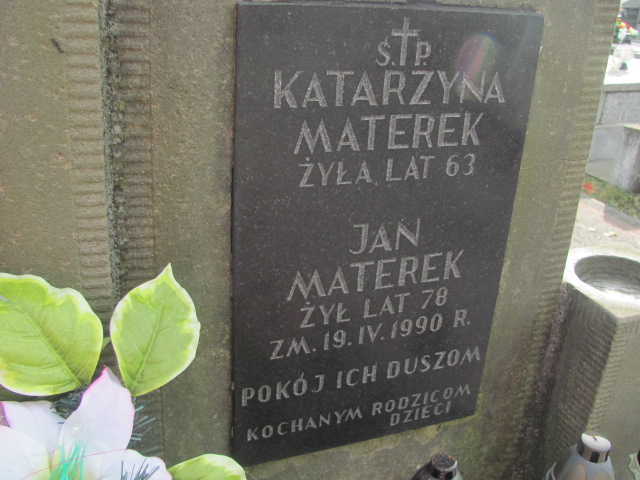 Ś.P.
KATARZYNA
MATEREK
ŻYŁA LAT 63
JAN
MATEREK
ŻYŁ LAT 78
ZM. 19.IV.1990 R.
POKÓJ ICH DUSZOM
KOCHANYM RODZICOM
DZIECI